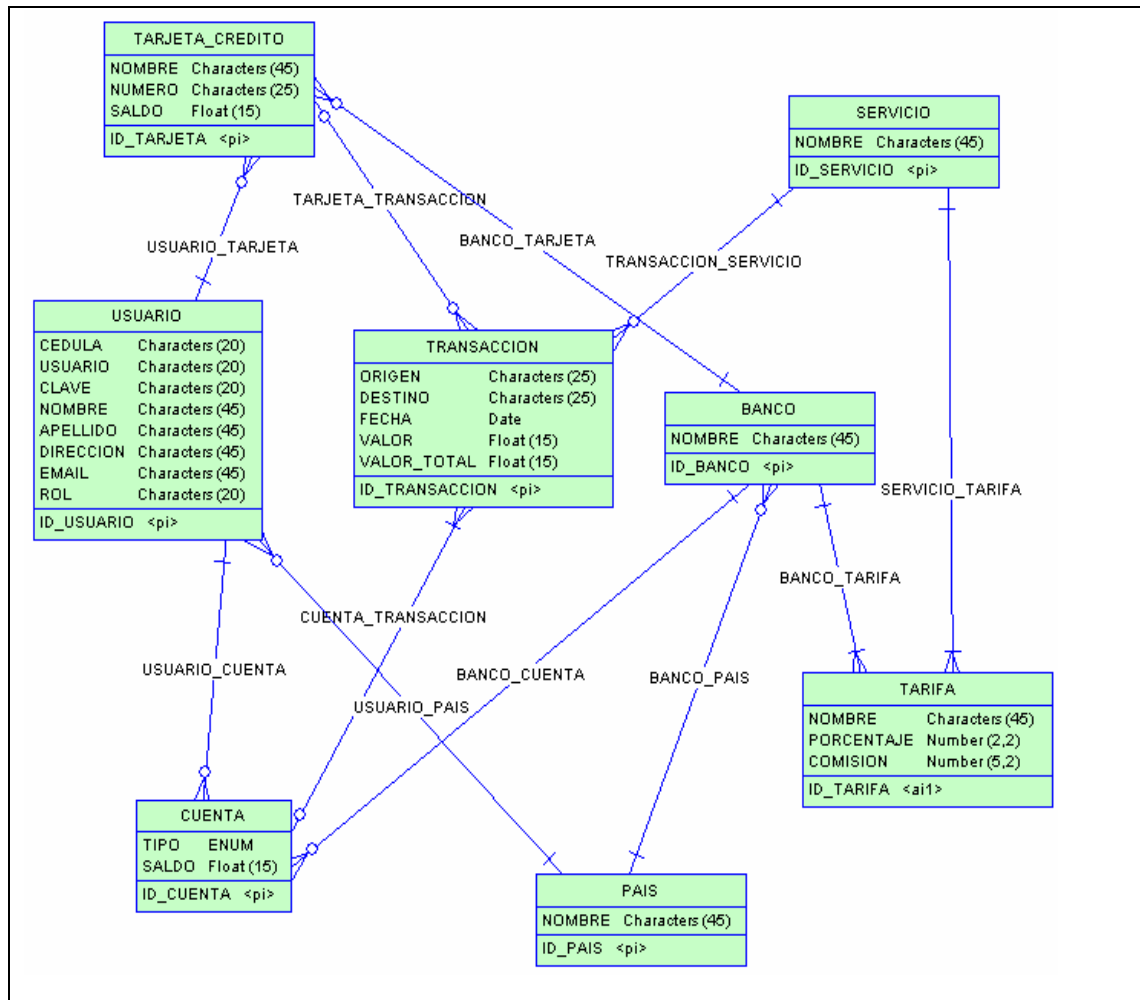 TARJETA_CREDITO
NOMBRE Characters (45)
NUMERO Characters (25)
SALDO Float (15)
ID_TARJETA <pi>
SERVICIO
NOMBRE Characters (45)
ID_SERVICIO <pi>
TARJETA_TRANSACCION
BANCO_TARJETA
USUARIO_TARJETA
TRANSACCION_SERVICIO
USUARIO
CEDULA Characters (20)
USUARIO Characters (20)
CLAVE Characters (20)
NOMBRE Characters (45)
APELLIDO Characters (45)
DIRECCION Characters (45)
EMAIL Characters (45)
ROL Characters (20)
ID_USUARIO <pi>
TRANSACCION
ORIGEN Characters (25)
DESTINO Characters (25)
FECHA Date
VALOR Float (15)
VALOR_TOTAL Float (15)
ID_TRANSACCION <pi>
BANCO
NOMBRE Characters (45)
ID_BANCO <pi>
SERVICIO_TARIFA
BANCO_TARIFA
CUENTA_TRANSACCION
USUARIO_CUENTA
BANCO_CUENTA
BANCO_PAIS
USUARIO_PAIS
TARIFA
NOMBRE Characters (45)
PORCENTAJE Number (2,2)
COMISION Number (5,2)
ID_TARIFA <ai1>
CUENTA
TIPO ENUM
SALDO Float (15)
ID_CUENTA <pi>
PAIS
NOMBRE Characters (45)
ID_PAIS <pi>